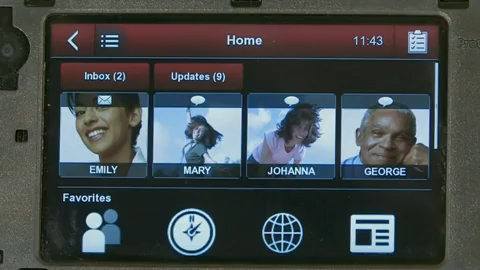 Home
11:43
Inbox (2)
Updates (9)
EMILY
MARY
JOHANNA
GEORGE
Favorites
N